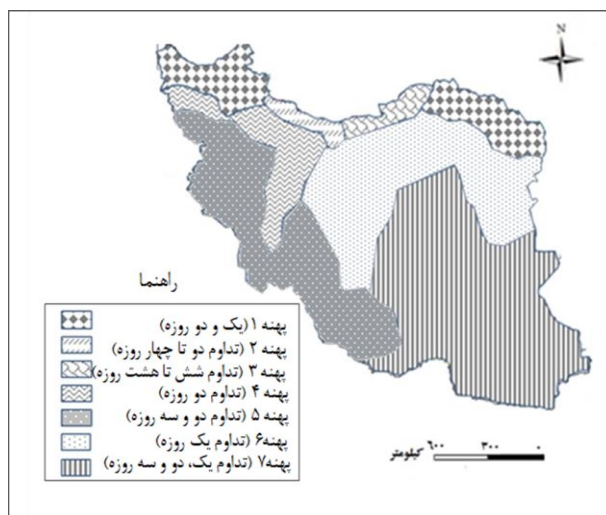 N
راهنما
پهنه ۱ (یک و دو روزه)
پهنه ۲ (تداوم دو تا چهار روزه)
پهنه ۳ (تداوم شش تا هشت روزه)
پهنه ۴ (تداوم دو روزه)
پهنه ۵ (تداوم دو و سه روزه)
پهنه۶ (تداوم یک روزه)
پهنه۷ (تداوم یک، دو و سه روزه)
۰ ۳۰۰ ۶۰۰ کیلومتر